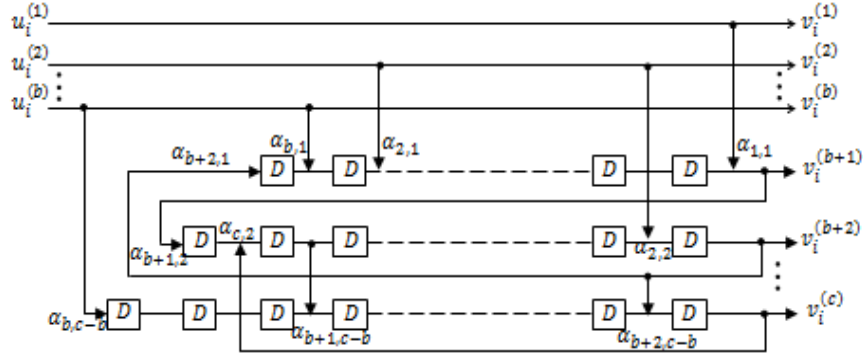 u_i^{(1)} v_i^{(1)}
u_i^{(2)} v_i^{(2)}
u_i^{(b)} v_i^{(b)}
α_{b,1} α_{2,1} α_{1,1}
α_{b+2,1} D D D D v_i^{(b+1)}
α_{b+1,2} D α_{c,2} D D D α_{2,2} D v_i^{(b+2)}
α_{b,c-b} D D D α_{b+1,c-b} D D α_{b+2,c-b} D v_i^{(c)}